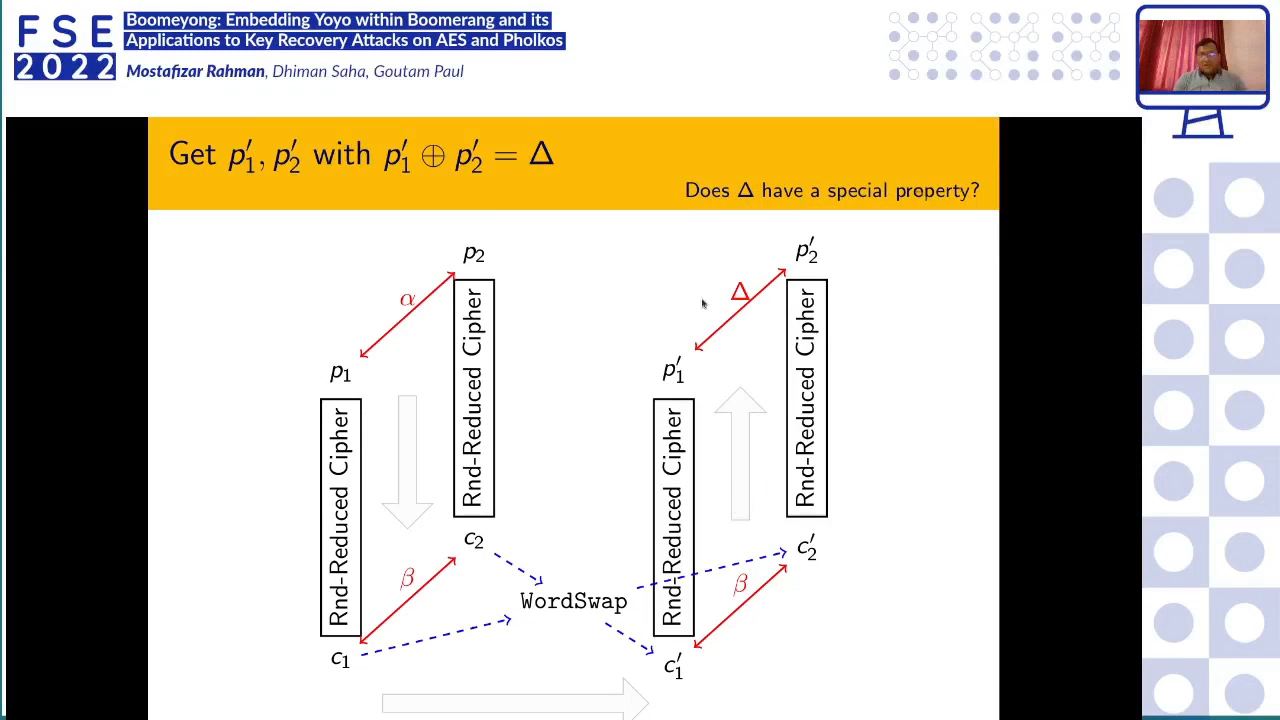 FSE
2022
Boomeyong: Embedding Yoyo within Boomerang and its
Applications to Key Recovery Attacks on AES and Pholkos
Mostafizar Rahman, Dhiman Saha, Goutam Paul
Get p′₁, p′₂ with p′₁ ⊕ p′₂ = Δ
Does Δ have a special property?
p₂
p′₂
α
Δ
p₁
p′₁
Rnd-Reduced Cipher
Rnd-Reduced Cipher
Rnd-Reduced Cipher
Rnd-Reduced Cipher
c₂
c′₂
β
β
WordSwap
c₁
c′₁